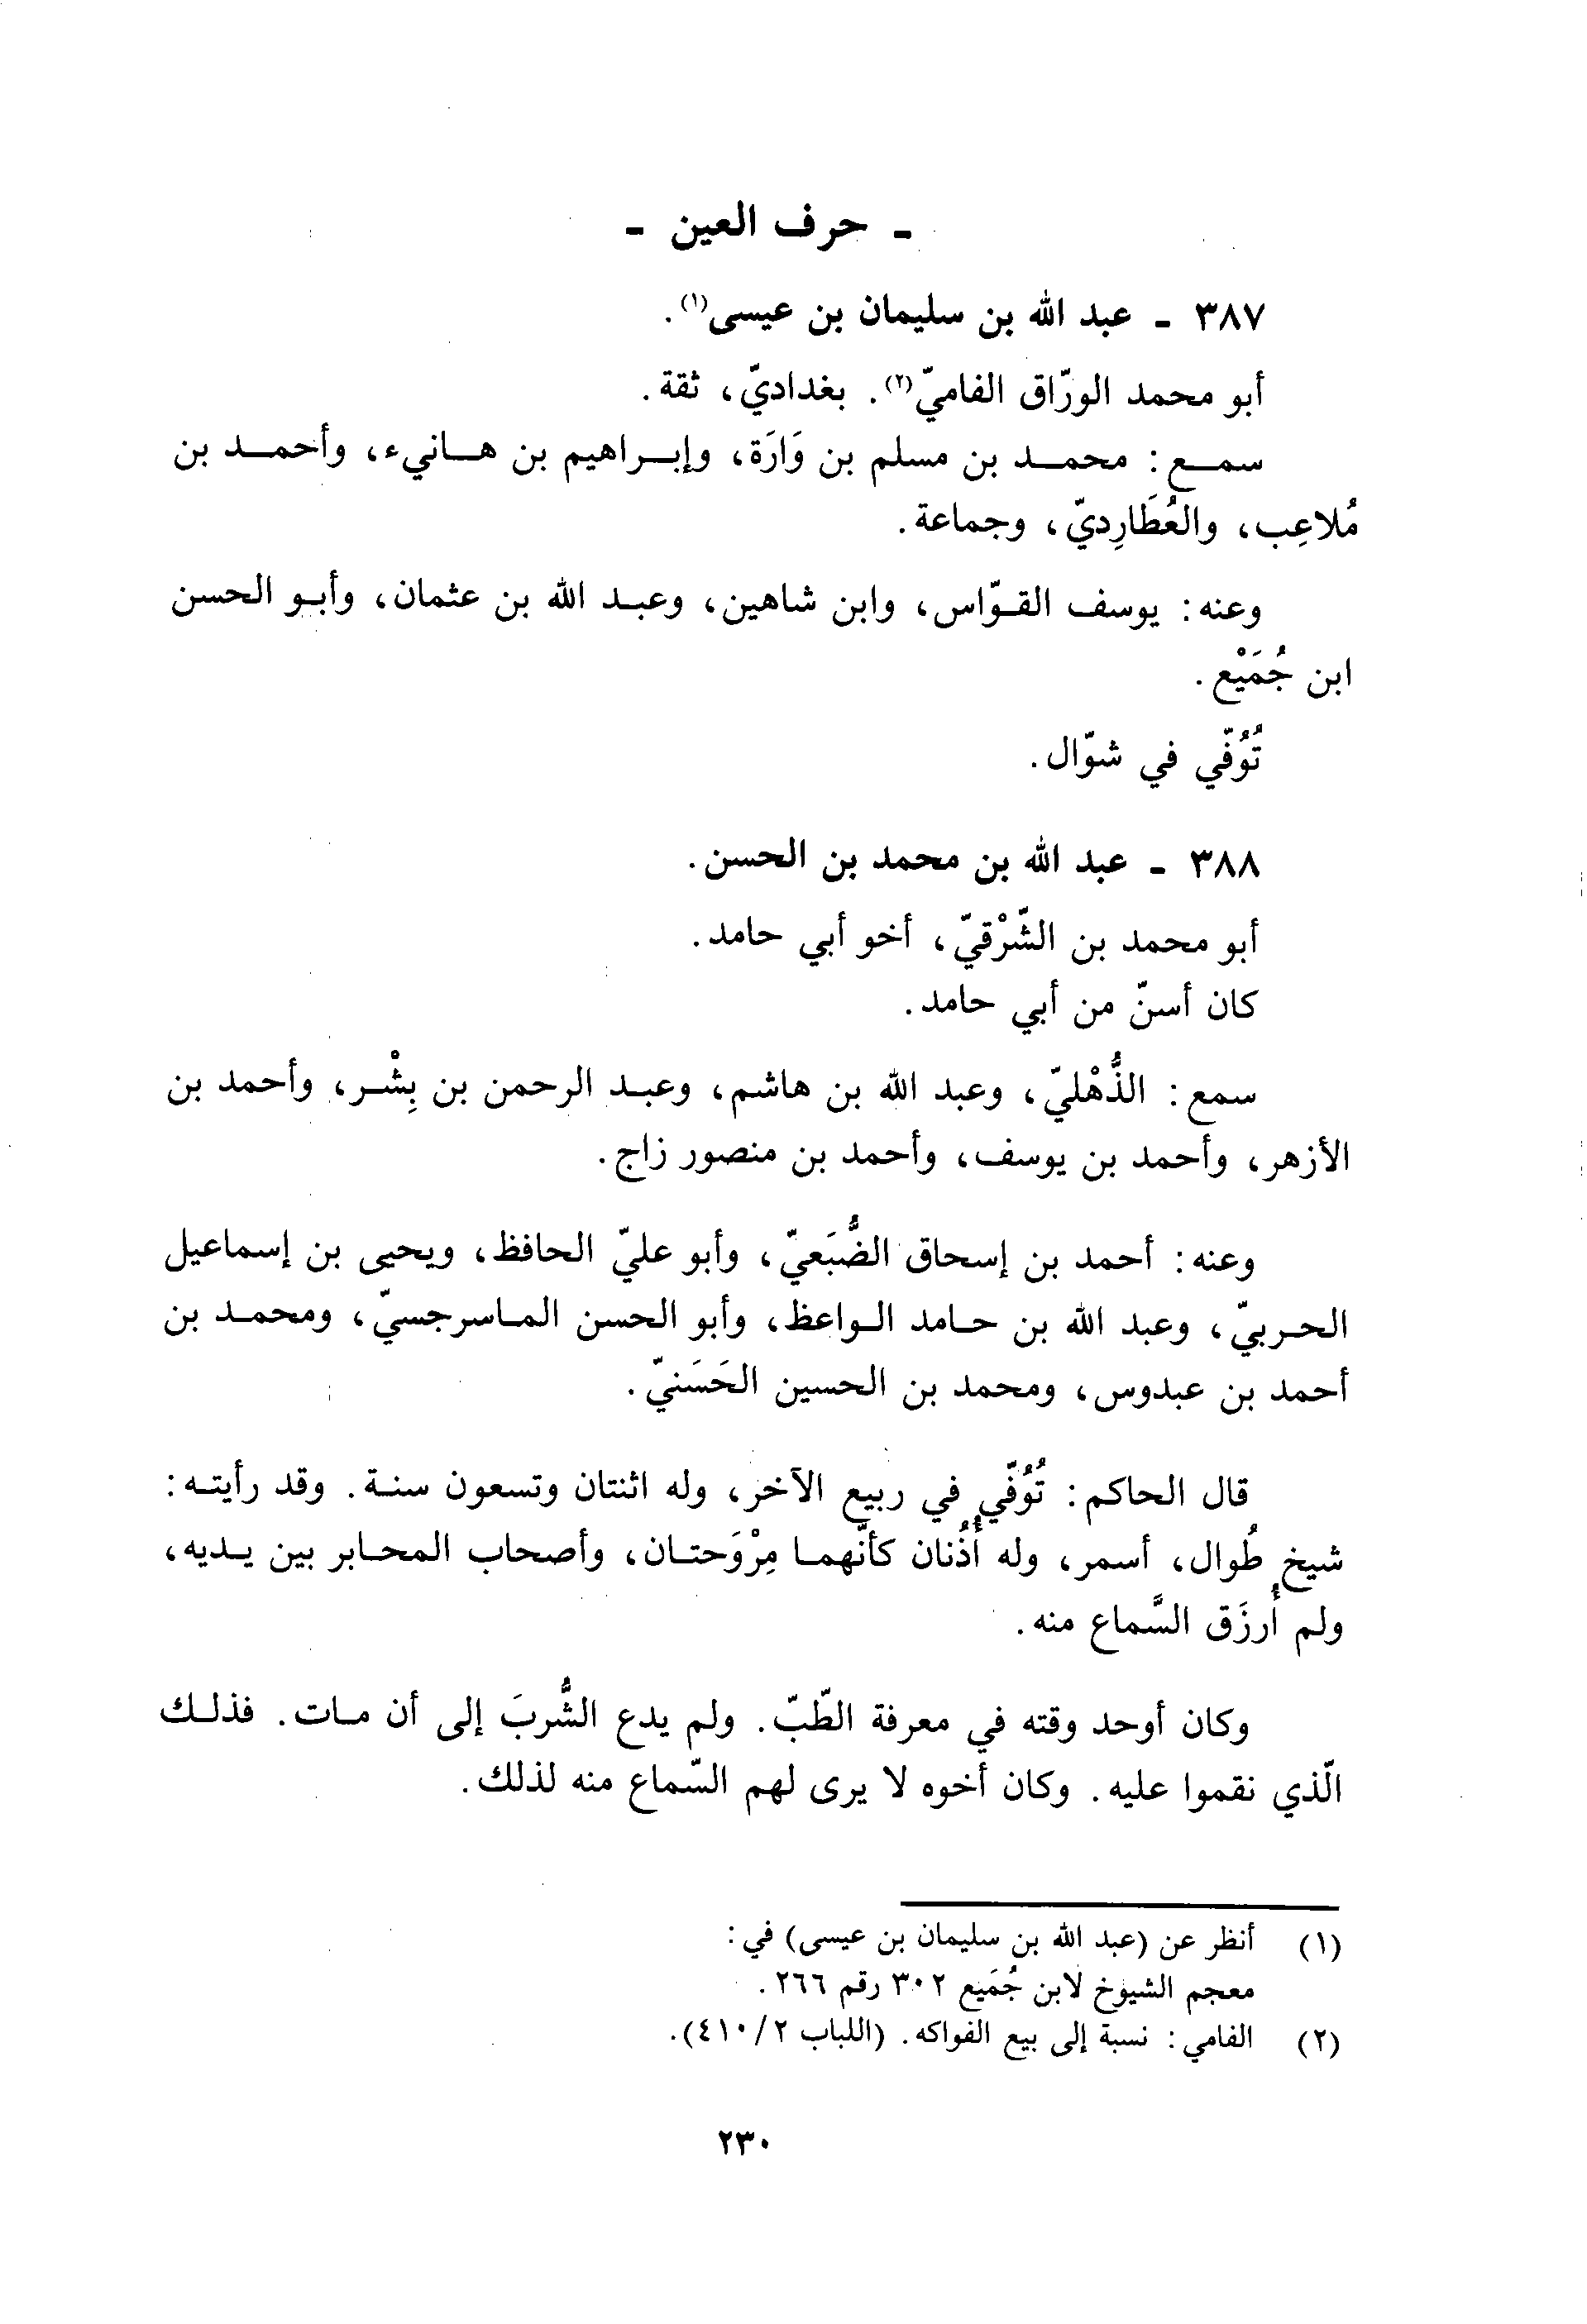 - حرف العين -
٣٨٧ - عبد الله بن سليمان بن عيسى(١).
أبو محمد الورّاق الفاميّ(٢). بغداديّ، ثقة.
سمع: محمد بن مسلم بن وَارَة، وإبراهيم بن هانيء، وأحمد بن
مُلاعِب، والعُطَارِديّ، وجماعة.
وعنه: يوسف القوّاس، وابن شاهين، وعبد الله بن عثمان، وأبو الحسن
ابن جُمَيْع.
تُوُفّي في شوّال.
٣٨٨ - عبد الله بن محمد بن الحسن.
أبو محمد بن الشّرْقيّ، أخو أبي حامد.
كان أسنّ من أبي حامد.
سمع: الذُّهْليّ، وعبد الله بن هاشم، وعبد الرحمن بن بِشْر، وأحمد بن
الأزهر، وأحمد بن يوسف، وأحمد بن منصور زاج.
وعنه: أحمد بن إسحاق الضُّبَعيّ، وأبو عليّ الحافظ، ويحيى بن إسماعيل
الحربيّ، وعبد الله بن حامد الواعظ، وأبو الحسن الماسرجسيّ، ومحمد بن
أحمد بن عبدوس، ومحمد بن الحسين الحَسَنيّ.
قال الحاكم: تُوُفّي في ربيع الآخر، وله اثنتان وتسعون سنة. وقد رأيته:
شيخ طُوال، أسمر، وله أُذُنان كأنّهما مِرْوَحتان، وأصحاب المحابر بين يديه،
ولم أُرزَق السَّماع منه.
وكان أوحد وقته في معرفة الطّبّ. ولم يدع الشُّربَ إلى أن مات. فذلك
الّذي نقموا عليه. وكان أخوه لا يرى لهم السّماع منه لذلك.
(١) أنظر عن (عبد الله بن سليمان بن عيسى) في:
معجم الشيوخ لابن جُمَيع ٣٠٢ رقم ٢٦٦.
(٢) الفامي: نسبة إلى بيع الفواكه. (اللباب ٢/٤١٠).
٢٣٠